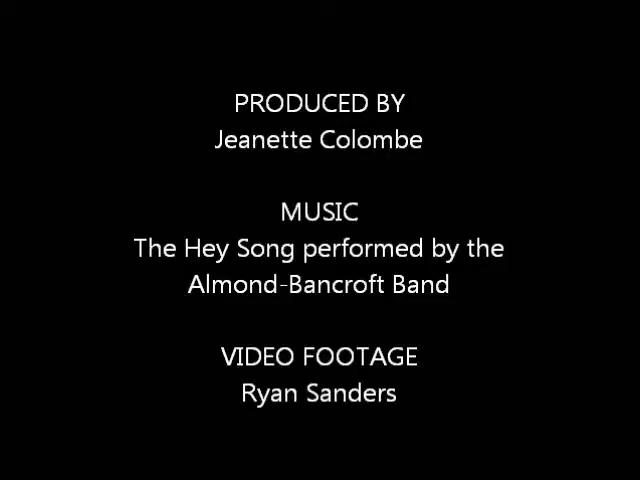 PRODUCED BY
Jeanette Colombe
MUSIC
The Hey Song performed by the
Almond-Bancroft Band
VIDEO FOOTAGE
Ryan Sanders